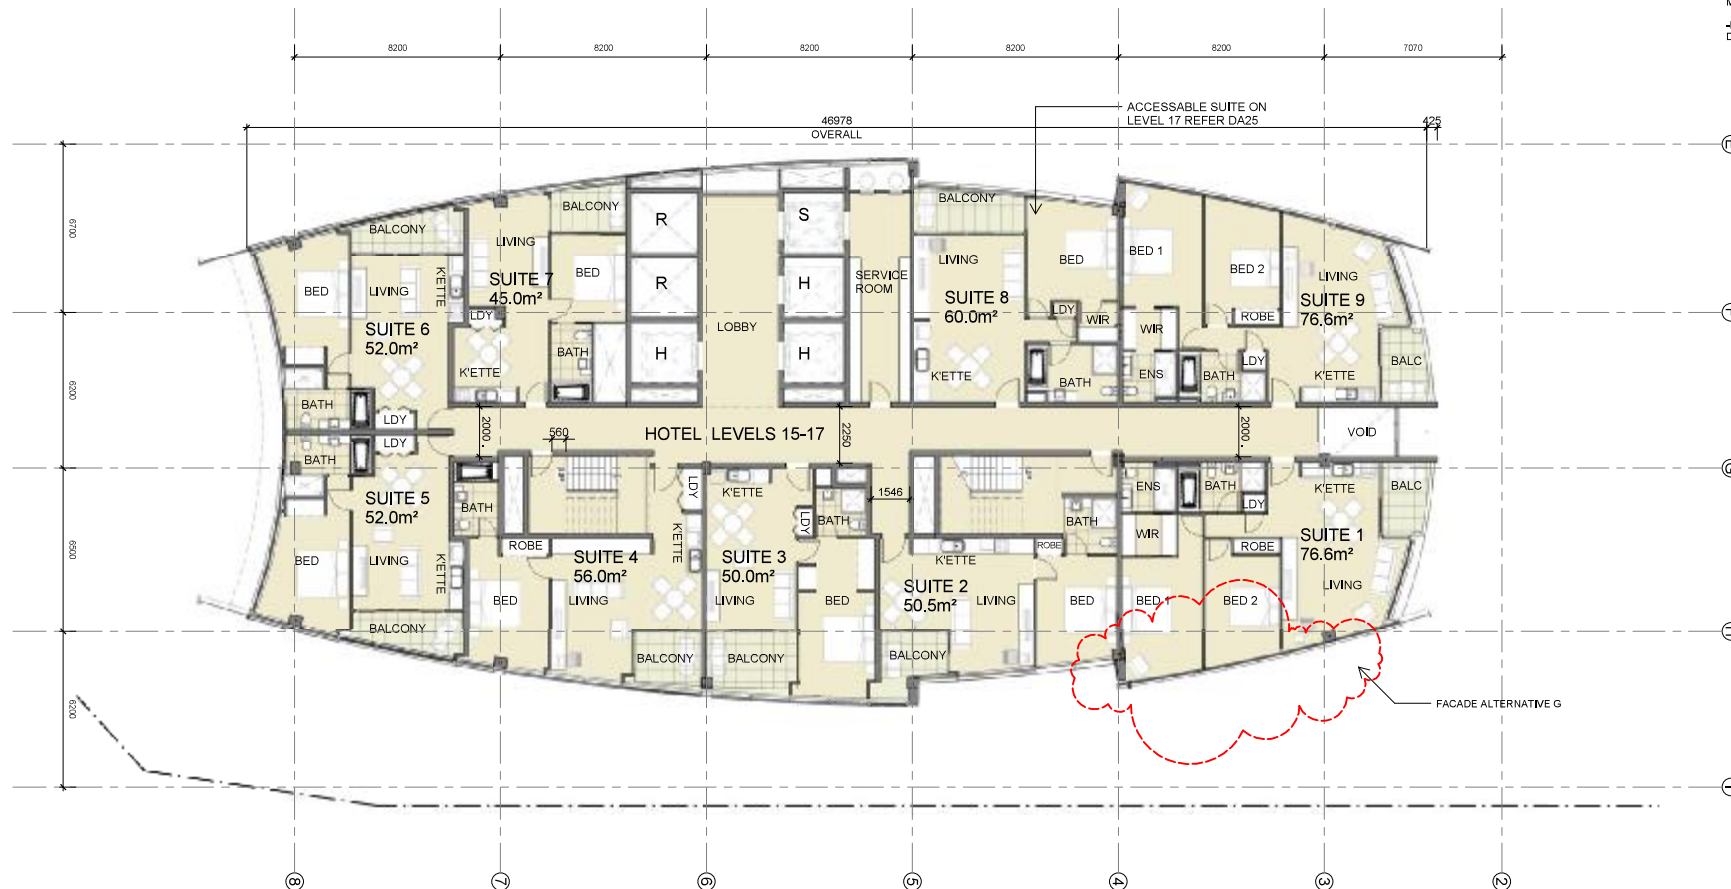 8200
8200
8200
8200
8200
7070
ACCESSABLE SUITE ON
LEVEL 17 REFER DA25
46978
OVERALL
425
E
6700
BALCONY
BALCONY
R
S
BALCONY
LIVING
BED 1
BED 2
LIVING
BED
LIVING
K'ETTE
SUITE 7
45.0m²
BED
R
H
SERVICE
ROOM
LIVING
BED
SUITE 8
60.0m²
SUITE 9
76.6m²
F
LDY
LDY
WIR
ROBE
SUITE 6
52.0m²
LOBBY
WIR
BATH
H
H
K'ETTE
K'ETTE
BATH
ENS
BATH
LDY
K'ETTE
BALC
6200
BATH
LDY
2000
560
HOTEL LEVELS 15-17
2250
2000
VOID
LDY
BATH
G
SUITE 5
52.0m²
BATH
LDY
K'ETTE
1546
BATH
ENS
BATH
LDY
K'ETTE
BALC
6500
LDY
BATH
K'ETTE
WIR
ROBE
SUITE 4
56.0m²
SUITE 3
50.0m²
K'ETTE
ROBE
ROBE
SUITE 1
76.6m²
BED
LIVING
K'ETTE
SUITE 2
50.5m²
LIVING
BED
LIVING
LIVING
BED
LIVING
BED
BED 1
BED 2
BALCONY
H
BALCONY
BALCONY
BALCONY
6200
FACADE ALTERNATIVE G
I
8
7
6
5
4
3
2